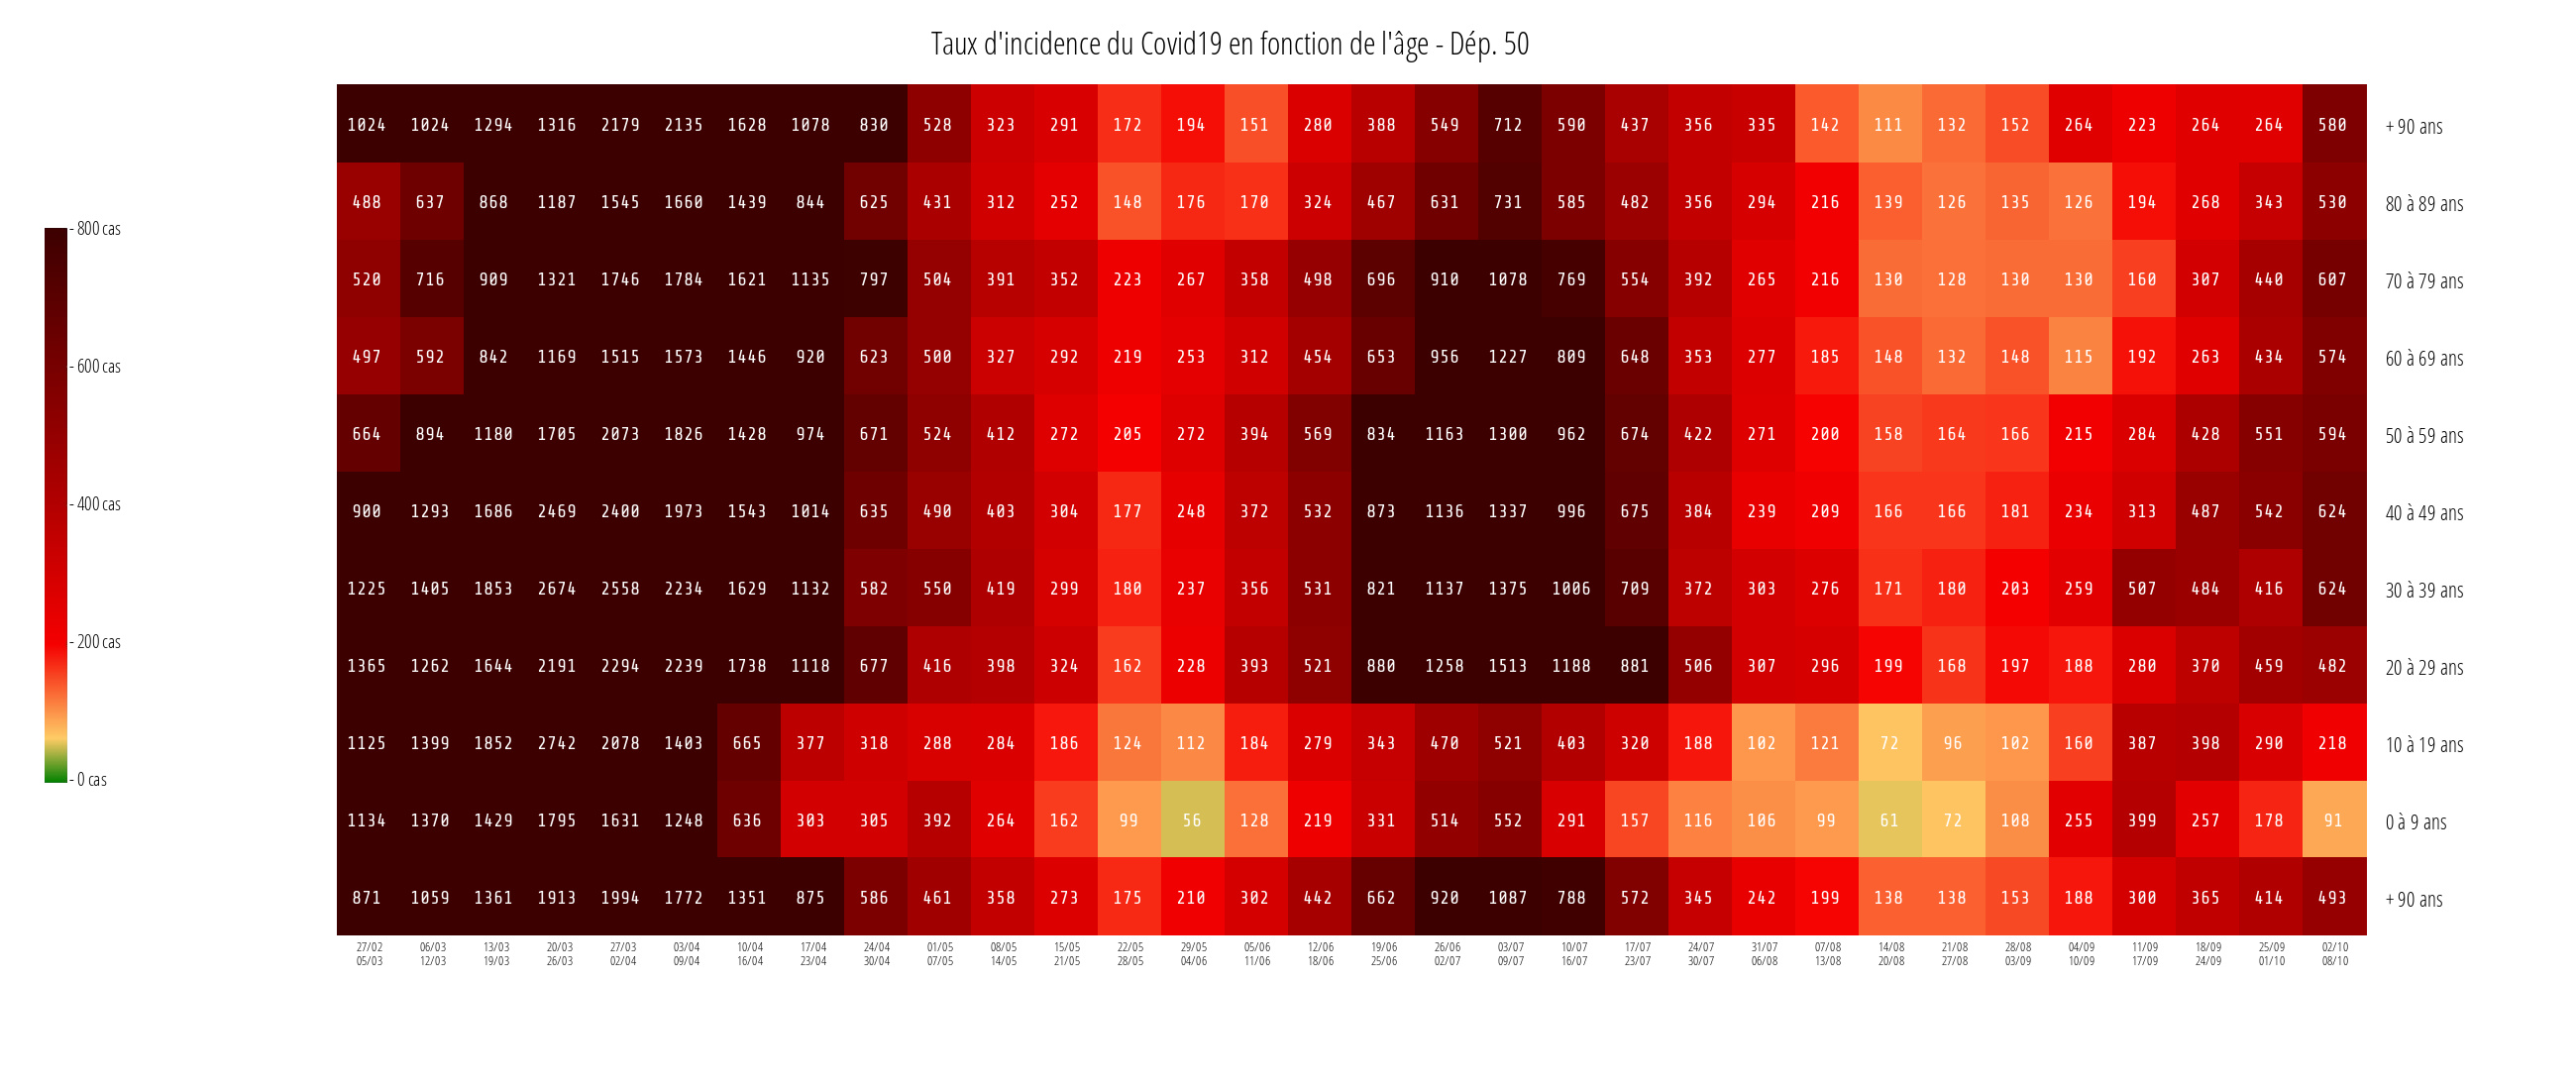 Taux d'incidence du Covid19 en fonction de l'âge - Dép. 50
1024 1024 1294 1316 2179 2135 1628 1078 830 528 323 291 172 194 151 280 388 549 712 590 437 356 335 142 111 132 152 264 223 264 264 580 + 90 ans
488 637 868 1187 1545 1660 1439 844 625 431 312 252 148 176 170 324 467 631 731 585 482 356 294 216 139 126 135 126 194 268 343 530 80 à 89 ans
- 800 cas
520 716 909 1321 1746 1784 1621 1135 797 504 391 352 223 267 358 498 696 910 1078 769 554 392 265 216 130 128 130 130 160 307 440 607 70 à 79 ans
497 592 842 1169 1515 1573 1446 920 623 500 327 292 219 253 312 454 653 956 1227 809 648 353 277 185 148 132 148 115 192 263 434 574 60 à 69 ans
- 600 cas
664 894 1180 1705 2073 1826 1428 974 671 524 412 272 205 272 394 569 834 1163 1300 962 674 422 271 200 158 164 166 215 284 428 551 594 50 à 59 ans
- 400 cas
900 1293 1686 2469 2400 1973 1543 1014 635 490 403 304 177 248 372 532 873 1136 1337 996 675 384 239 209 166 166 181 234 313 487 542 624 40 à 49 ans
1225 1405 1853 2674 2558 2234 1629 1132 582 550 419 299 180 237 356 531 821 1137 1375 1006 709 372 303 276 171 180 203 259 507 484 416 624 30 à 39 ans
- 200 cas
1365 1262 1644 2191 2294 2239 1738 1118 677 416 398 324 162 228 393 521 880 1258 1513 1188 881 506 307 296 199 168 197 188 280 370 459 482 20 à 29 ans
1125 1399 1852 2742 2078 1403 665 377 318 288 284 186 124 112 184 279 343 470 521 403 320 188 102 121 72 96 102 160 387 398 290 218 10 à 19 ans
- 0 cas
1134 1370 1429 1795 1631 1248 636 303 305 392 264 162 99 56 128 219 331 514 552 291 157 116 106 99 61 72 108 255 399 257 178 91 0 à 9 ans
871 1059 1361 1913 1994 1772 1351 875 586 461 358 273 175 210 302 442 662 920 1087 788 572 345 242 199 138 138 153 188 300 365 414 493 + 90 ans
27/02 06/03 13/03 20/03 27/03 03/04 10/04 17/04 24/04 01/05 08/05 15/05 22/05 29/05 05/06 12/06 19/06 26/06 03/07 10/07 17/07 24/07 31/07 07/08 14/08 21/08 28/08 04/09 11/09 18/09 25/09 02/10
05/03 12/03 19/03 26/03 02/04 09/04 16/04 23/04 30/04 07/05 14/05 21/05 28/05 04/06 11/06 18/06 25/06 02/07 09/07 16/07 23/07 30/07 06/08 13/08 20/08 27/08 03/09 10/09 17/09 24/09 01/10 08/10